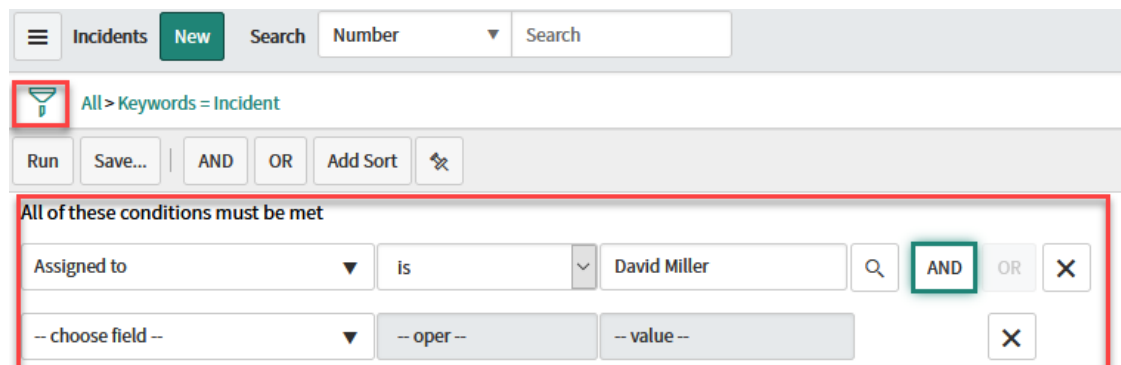 Incidents New Search Number Search
All > Keywords = Incident
Run Save... AND OR Add Sort
All of these conditions must be met
Assigned to is David Miller AND OR
-- choose field -- -- oper -- -- value --